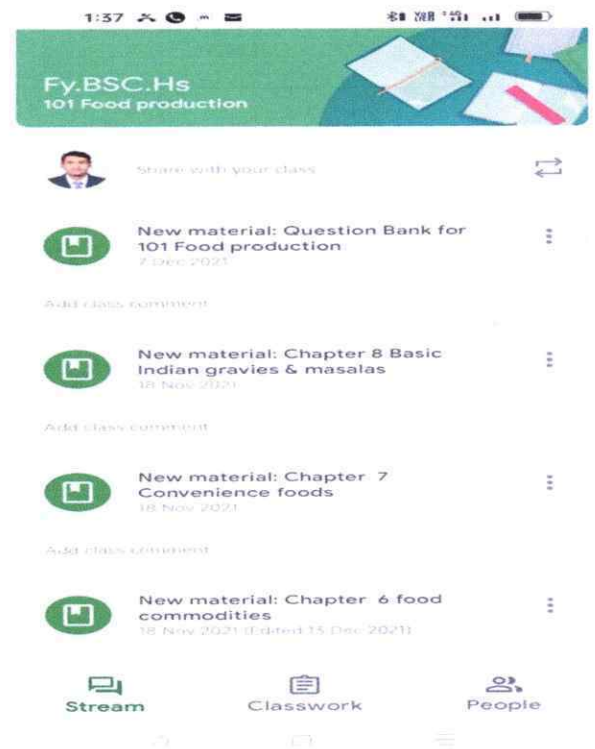 1:37
Fy.BSC.Hs
101 Food production
Share with your class
New material: Question Bank for
101 Food production
7 Dec 2021
Add class comment
New material: Chapter 8 Basic
Indian gravies & masalas
18 Nov 2021
Add class comment
New material: Chapter 7
Convenience foods
18 Nov 2021
Add class comment
New material: Chapter 6 food
commodities
18 Nov 2021 (Edited 13 Dec 2021)
Stream
Classwork
People